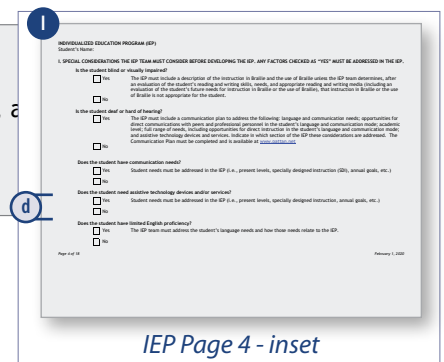 I
INDIVIDUALIZED EDUCATION PROGRAM (IEP)
Student's Name:
I. SPECIAL CONSIDERATIONS THE IEP TEAM MUST CONSIDER BEFORE DEVELOPING THE IEP. ANY FACTORS CHECKED AS "YES" MUST BE ADDRESSED IN THE IEP.
Is the student blind or visually impaired?
Yes The IEP must include a description of the instruction in Braille and the use of Braille unless the IEP team determines, after
an evaluation of the student's reading and writing skills, needs, and appropriate reading and writing media (including an
evaluation of the student's future needs for instruction in Braille or the use of Braille), that instruction in Braille or the use
of Braille is not appropriate for the student.
No
Is the student deaf or hard of hearing?
Yes The IEP must include a communication plan to address the following: language and communication needs; opportunities for
direct communications with peers and professional personnel in the student's language and communication mode; academic
level; full range of needs, including opportunities for direct instruction in the student's language and communication mode;
and assistive technology devices and services. Indicate in which section of the IEP these considerations are addressed. The
Communication Plan must be completed and is available at www.pattan.net
No
Does the student have communication needs?
Yes Student needs must be addressed in the IEP (i.e., present levels, specially designed instruction (SDI), annual goals, etc.)
No
d
Does the student need assistive technology devices and/or services?
Yes Student needs must be addressed in the IEP (i.e., present levels, specially designed instruction, annual goals, etc.)
No
Does the student have limited English proficiency?
Yes The IEP team must address the student's language needs and how those needs relate to the IEP.
No
Page 4 of 18 February 1, 2020
IEP Page 4 - inset